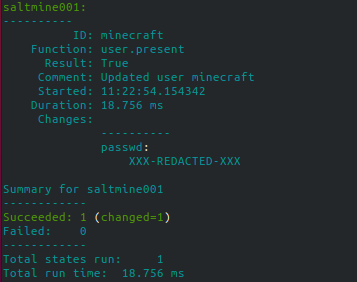 saltmine001:
----------
          ID: minecraft
    Function: user.present
      Result: True
     Comment: Updated user minecraft
     Started: 11:22:54.154342
    Duration: 18.756 ms
     Changes:
              ----------
              passwd:
                  XXX-REDACTED-XXX

Summary for saltmine001
------------
Succeeded: 1 (changed=1)
Failed:    0
------------
Total states run:     1
Total run time:  18.756 ms